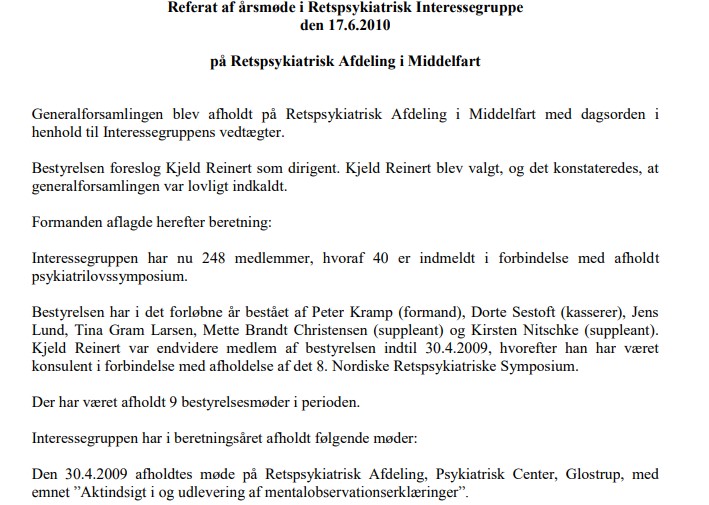 Referat af årsmøde i Retspsykiatrisk Interessegruppe
den 17.6.2010
på Retspsykiatrisk Afdeling i Middelfart
Generalforsamlingen blev afholdt på Retspsykiatrisk Afdeling i Middelfart med dagsorden i
henhold til Interessegruppens vedtægter.
Bestyrelsen foreslog Kjeld Reinert som dirigent. Kjeld Reinert blev valgt, og det konstateredes, at
generalforsamlingen var lovligt indkaldt.
Formanden aflagde herefter beretning:
Interessegruppen har nu 248 medlemmer, hvoraf 40 er indmeldt i forbindelse med afholdt
psykiatrilovssymposium.
Bestyrelsen har i det forløbne år bestået af Peter Kramp (formand), Dorte Sestoft (kasserer), Jens
Lund, Tina Gram Larsen, Mette Brandt Christensen (suppleant) og Kirsten Nitschke (suppleant).
Kjeld Reinert var endvidere medlem af bestyrelsen indtil 30.4.2009, hvorefter han har været
konsulent i forbindelse med afholdelse af det 8. Nordiske Retspsykiatriske Symposium.
Der har været afholdt 9 bestyrelsesmøder i perioden.
Interessegruppen har i beretningsåret afholdt følgende møder:
Den 30.4.2009 afholdtes møde på Retspsykiatrisk Afdeling, Psykiatrisk Center, Glostrup, med
emnet ”Aktindsigt i og udlevering af mentalobservationserklæringer”.